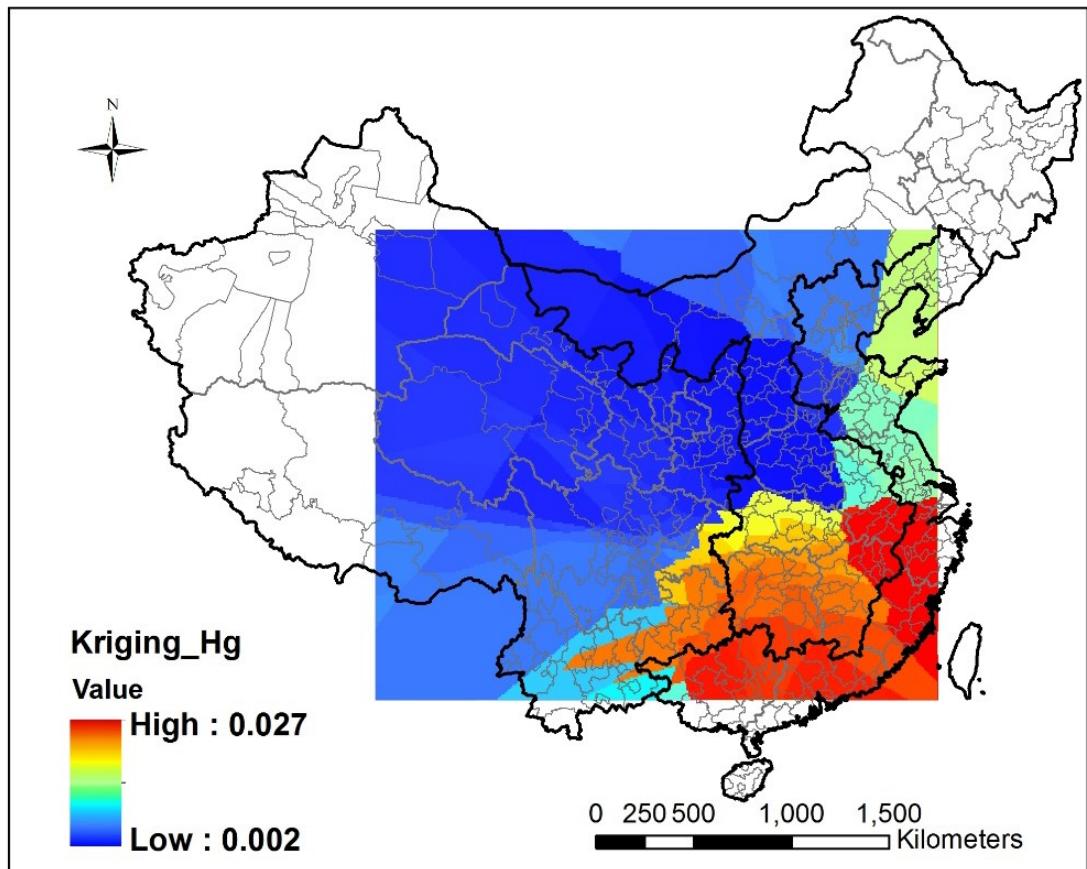 N
Kriging_Hg
Value
High : 0.027
Low : 0.002
0 250 500 1,000 1,500
Kilometers